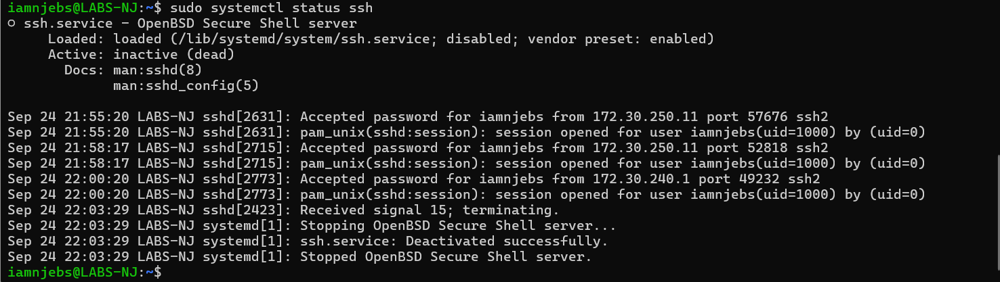 iamnjebs@LABS-NJ:~$ sudo systemctl status ssh
○ ssh.service - OpenBSD Secure Shell server
Loaded: loaded (/lib/systemd/system/ssh.service; disabled; vendor preset: enabled)
Active: inactive (dead)
Docs: man:sshd(8)
man:sshd_config(5)
Sep 24 21:55:20 LABS-NJ sshd[2631]: Accepted password for iamnjebs from 172.30.250.11 port 57676 ssh2
Sep 24 21:55:20 LABS-NJ sshd[2631]: pam_unix(sshd:session): session opened for user iamnjebs(uid=1000) by (uid=0)
Sep 24 21:58:17 LABS-NJ sshd[2715]: Accepted password for iamnjebs from 172.30.250.11 port 52818 ssh2
Sep 24 21:58:17 LABS-NJ sshd[2715]: pam_unix(sshd:session): session opened for user iamnjebs(uid=1000) by (uid=0)
Sep 24 22:00:20 LABS-NJ sshd[2773]: Accepted password for iamnjebs from 172.30.240.1 port 49232 ssh2
Sep 24 22:00:20 LABS-NJ sshd[2773]: pam_unix(sshd:session): session opened for user iamnjebs(uid=1000) by (uid=0)
Sep 24 22:03:29 LABS-NJ sshd[2423]: Received signal 15; terminating.
Sep 24 22:03:29 LABS-NJ systemd[1]: Stopping OpenBSD Secure Shell server...
Sep 24 22:03:29 LABS-NJ systemd[1]: ssh.service: Deactivated successfully.
Sep 24 22:03:29 LABS-NJ systemd[1]: Stopped OpenBSD Secure Shell server.
iamnjebs@LABS-NJ:~$